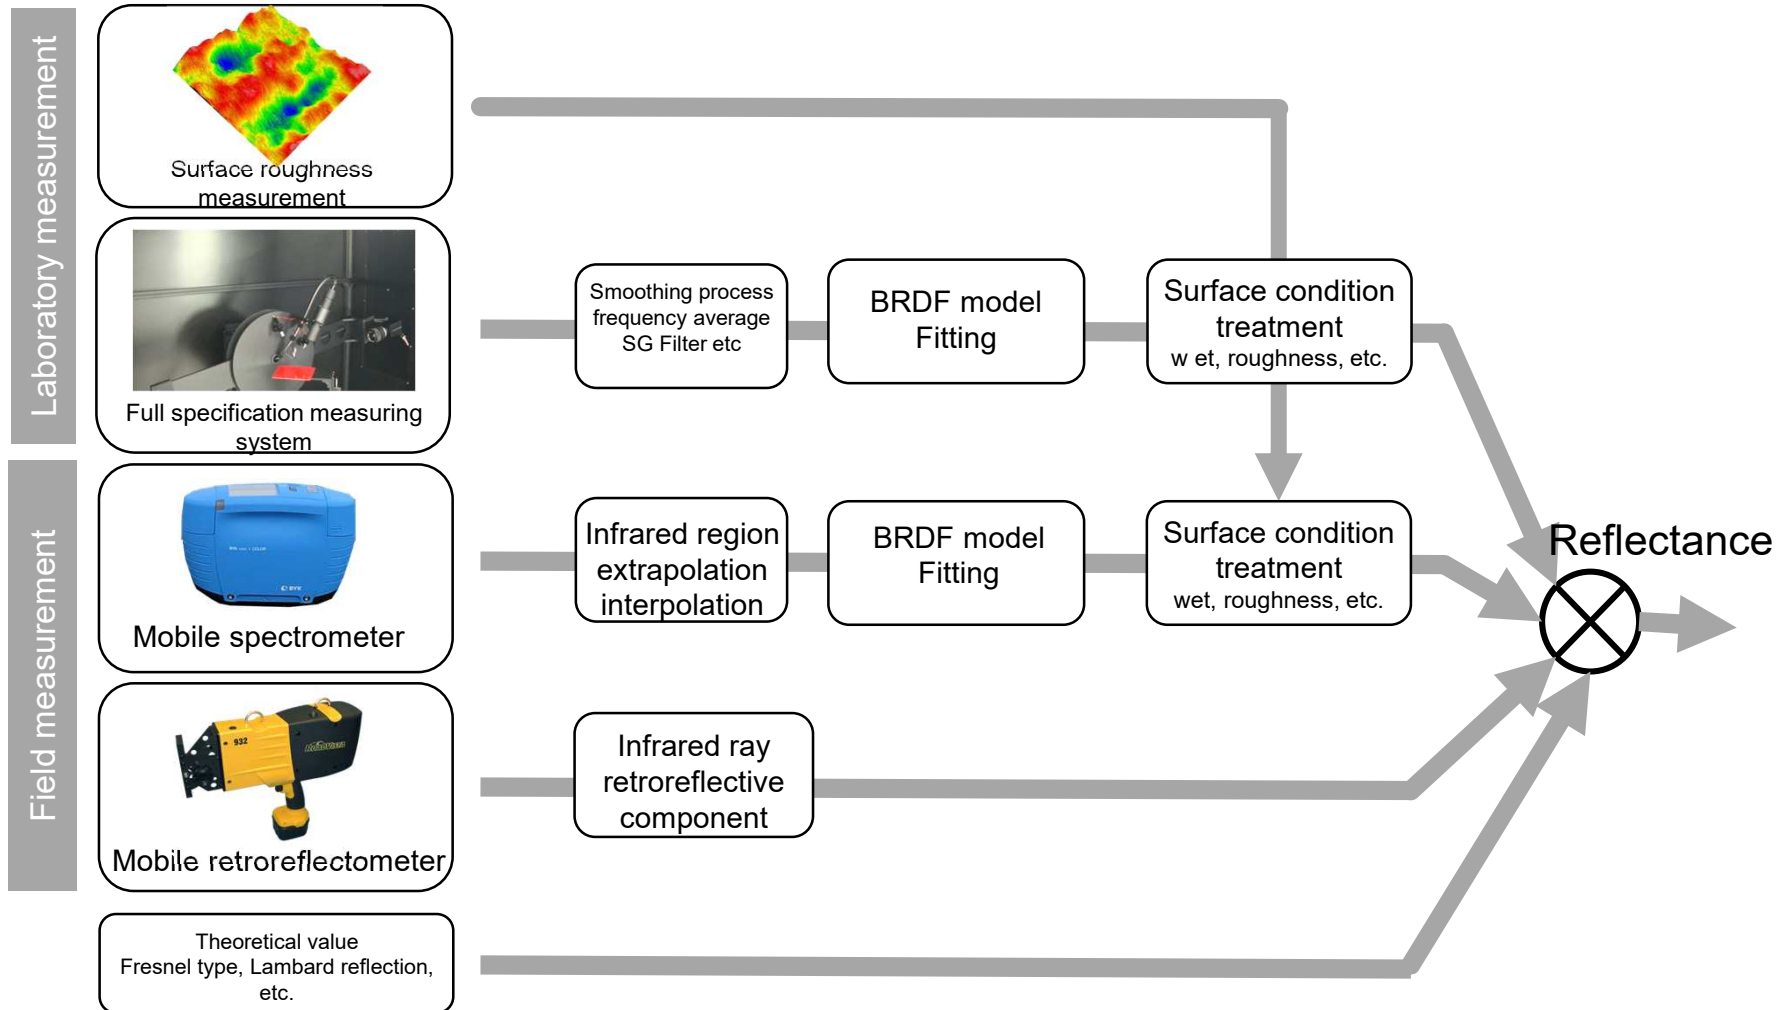 Laboratory measurement
Surface roughness
measurement
Full specification measuring
system
Smoothing process
frequency average
SG Filter etc
BRDF model
Fitting
Surface condition
treatment
w et, roughness, etc.
Field measurement
Mobile spectrometer
BYK
Infrared region
extrapolation
interpolation
BRDF model
Fitting
Surface condition
treatment
wet, roughness, etc.
Reflectance
932
Mobile retroreflectometer
Infrared ray
retroreflective
component
Theoretical value
Fresnel type, Lambard reflection,
etc.